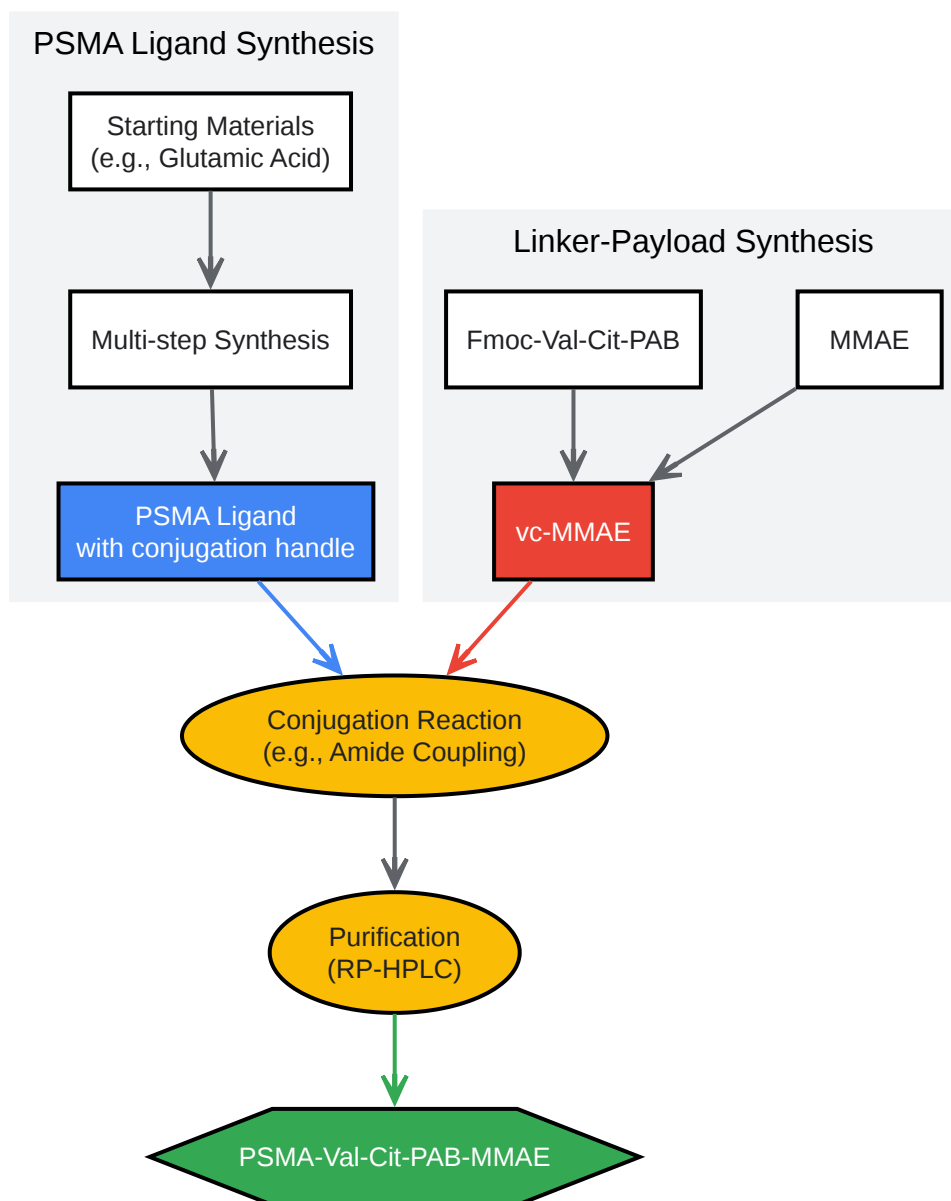 PSMA Ligand Synthesis
Starting Materials
(e.g., Glutamic Acid)
Multi-step Synthesis
PSMA Ligand
with conjugation handle
Linker-Payload Synthesis
Fmoc-Val-Cit-PAB
MMAE
vc-MMAE
Conjugation Reaction
(e.g., Amide Coupling)
Purification
(RP-HPLC)
PSMA-Val-Cit-PAB-MMAE